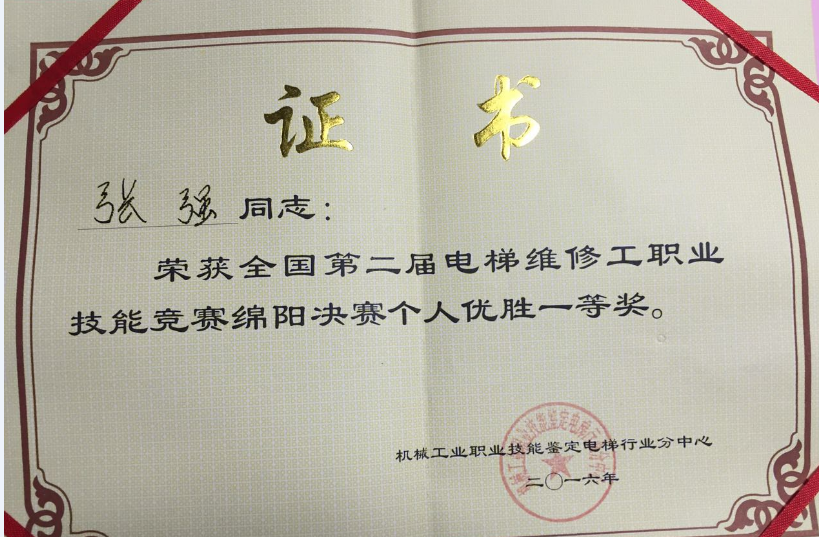 证书
张强同志：
荣获全国第二届电梯维修工职业
技能竞赛绵阳决赛个人优胜一等奖。
机械工业职业技能鉴定电梯行业分中心
二〇一六年